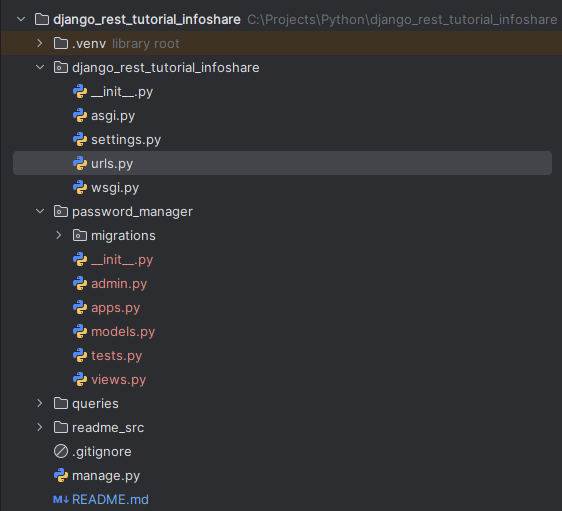 django_rest_tutorial_infoshare C:\Projects\Python\django_rest_tutorial_infoshare
.venv library root
django_rest_tutorial_infoshare
__init__.py
asgi.py
settings.py
urls.py
wsgi.py
password_manager
migrations
__init__.py
admin.py
apps.py
models.py
tests.py
views.py
queries
readme_src
.gitignore
manage.py
M↓ README.md